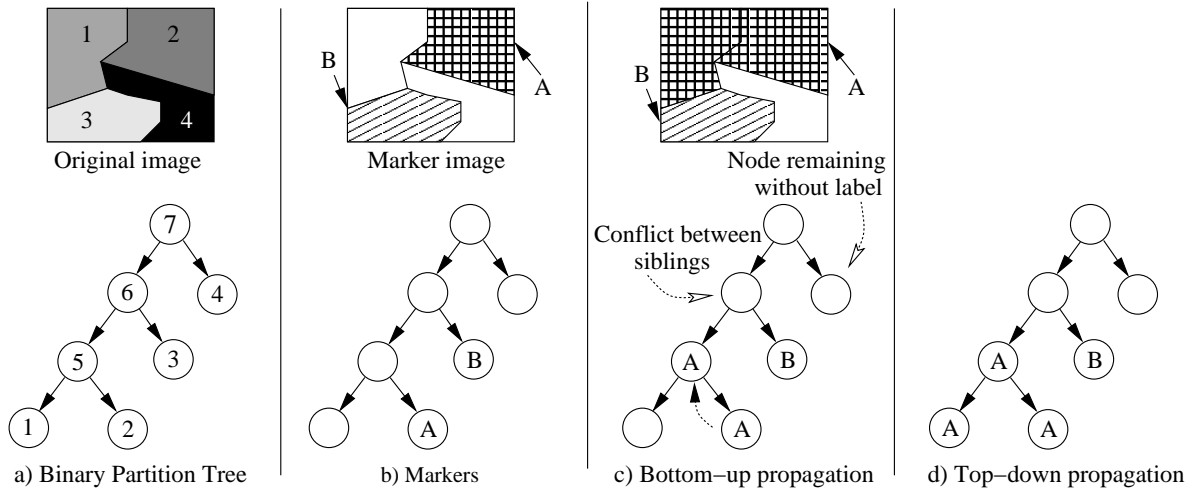 1 2
3 4
Original image
7
6 4
5 3
1 2
a) Binary Partition Tree
B
A
Marker image
B
A
b) Markers
B
A
Node remaining
without label
Conflict between
siblings
A B
A
c) Bottom−up propagation
A B
A A
d) Top−down propagation